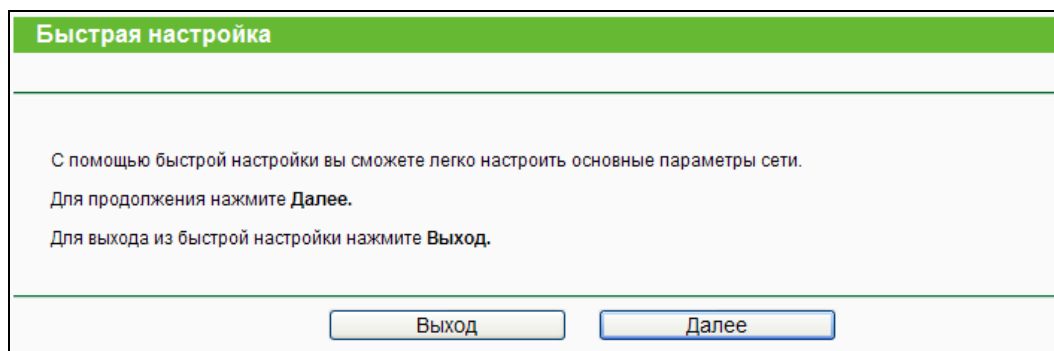 Быстрая настройка
С помощью быстрой настройки вы сможете легко настроить основные параметры сети.
Для продолжения нажмите Далее.
Для выхода из быстрой настройки нажмите Выход.
Выход
Далее